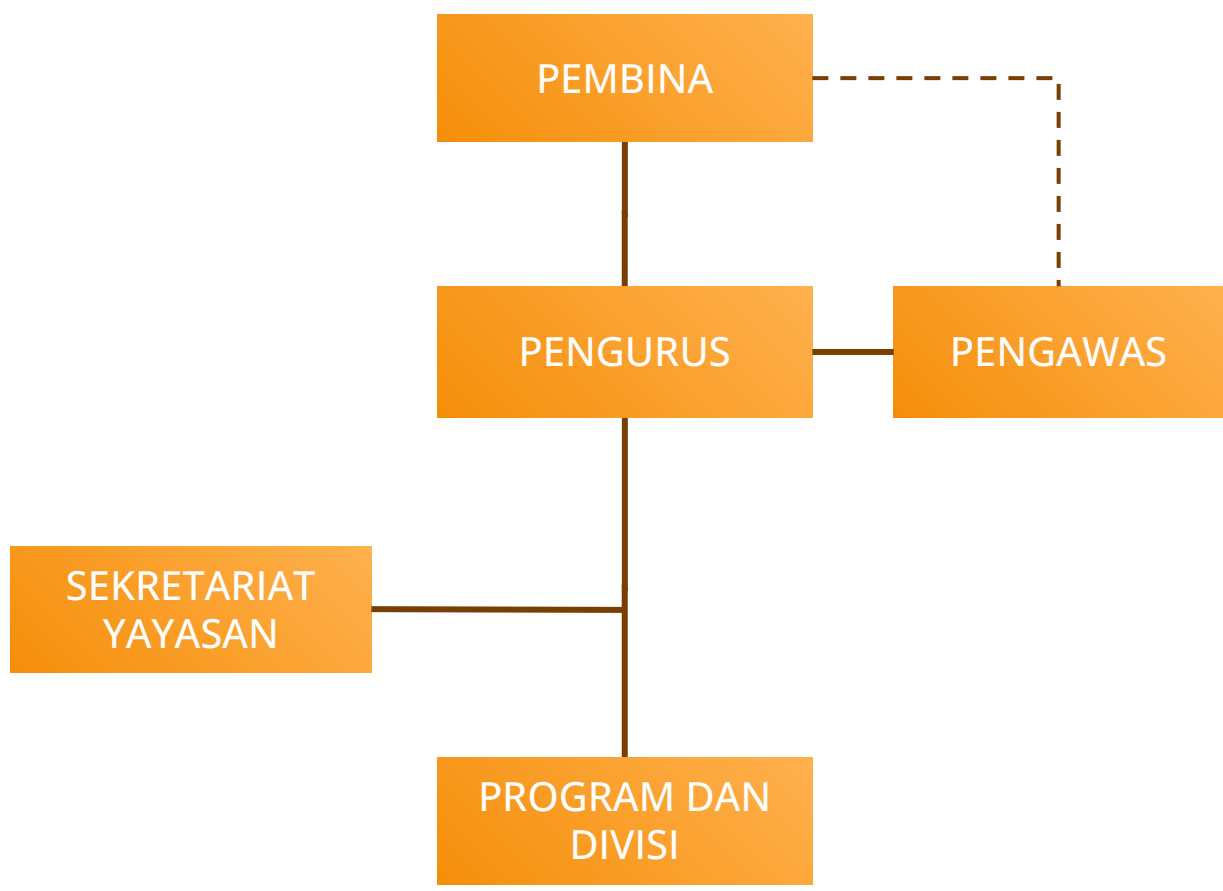 PEMBINA
PENGURUS
PENGAWAS
SEKRETARIAT
YAYASAN
PROGRAM DAN
DIVISI